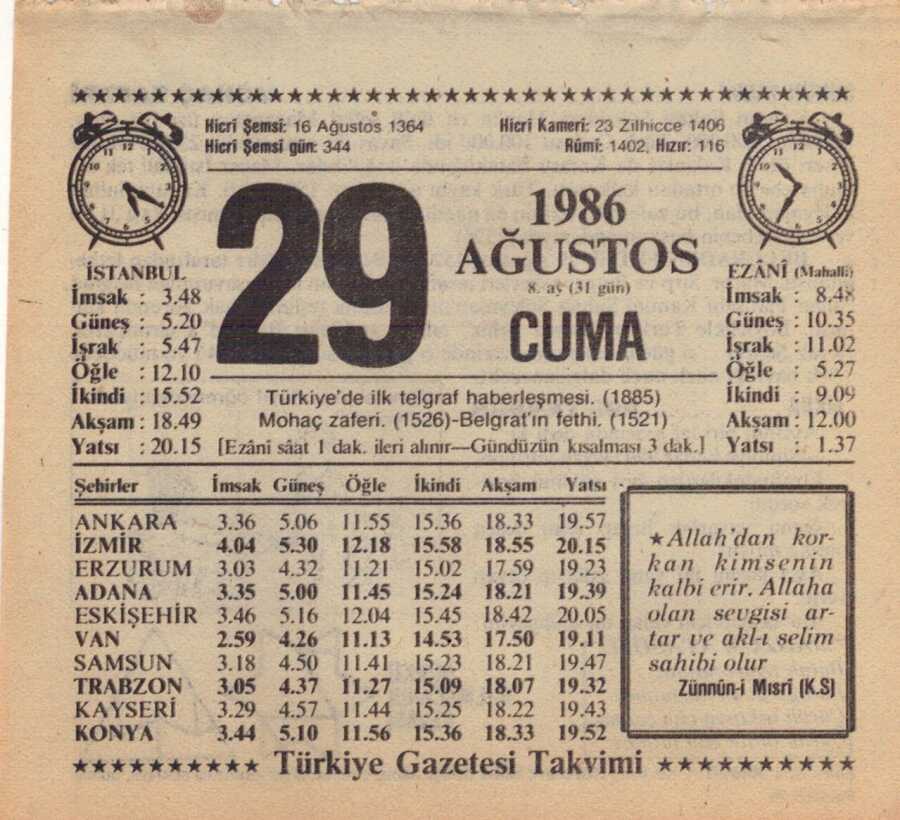 Hicrî Şemsî: 16 Ağustos 1364
Hicrî Kamerî: 23 Zilhicce 1406
Hicrî Şemsî gün: 344
Rûmî: 1402, Hızır: 116
29
1986
AĞUSTOS
8. ay (31 gün)
CUMA
İSTANBUL
İmsak : 3.48
Güneş : 5.20
İşrak : 5.47
Öğle : 12.10
İkindi : 15.52
Akşam : 18.49
Yatsı : 20.15
EZÂNÎ (Mahallî)
İmsak : 8.48
Güneş : 10.35
İşrak : 11.02
Öğle : 5.27
İkindi : 9.09
Akşam : 12.00
Yatsı : 1.37
Türkiye'de ilk telgraf haberleşmesi. (1885)
Mohaç zaferi. (1526)-Belgrat'ın fethi. (1521)
[Ezânî sâat 1 dak. ileri alınır—Gündüzün kısalması 3 dak.]
Şehirler İmsak Güneş Öğle İkindi Akşam Yatsı
ANKARA 3.36 5.06 11.55 15.36 18.33 19.57
İZMİR 4.04 5.30 12.18 15.58 18.55 20.15
ERZURUM 3.03 4.32 11.21 15.02 17.59 19.23
ADANA 3.35 5.00 11.45 15.24 18.21 19.39
ESKİŞEHİR 3.46 5.16 12.04 15.45 18.42 20.05
VAN 2.59 4.26 11.13 14.53 17.50 19.11
SAMSUN 3.18 4.50 11.41 15.23 18.21 19.47
TRABZON 3.05 4.37 11.27 15.09 18.07 19.32
KAYSERİ 3.29 4.57 11.44 15.25 18.22 19.43
KONYA 3.44 5.10 11.56 15.36 18.33 19.52
★Allah'dan kor-
kan kimsenin
kalbi erir. Allaha
olan sevgisi ar-
tar ve akl-ı selim
sahibi olur
Zünnûn-i Mısrî (K.S)
Türkiye Gazetesi Takvimi